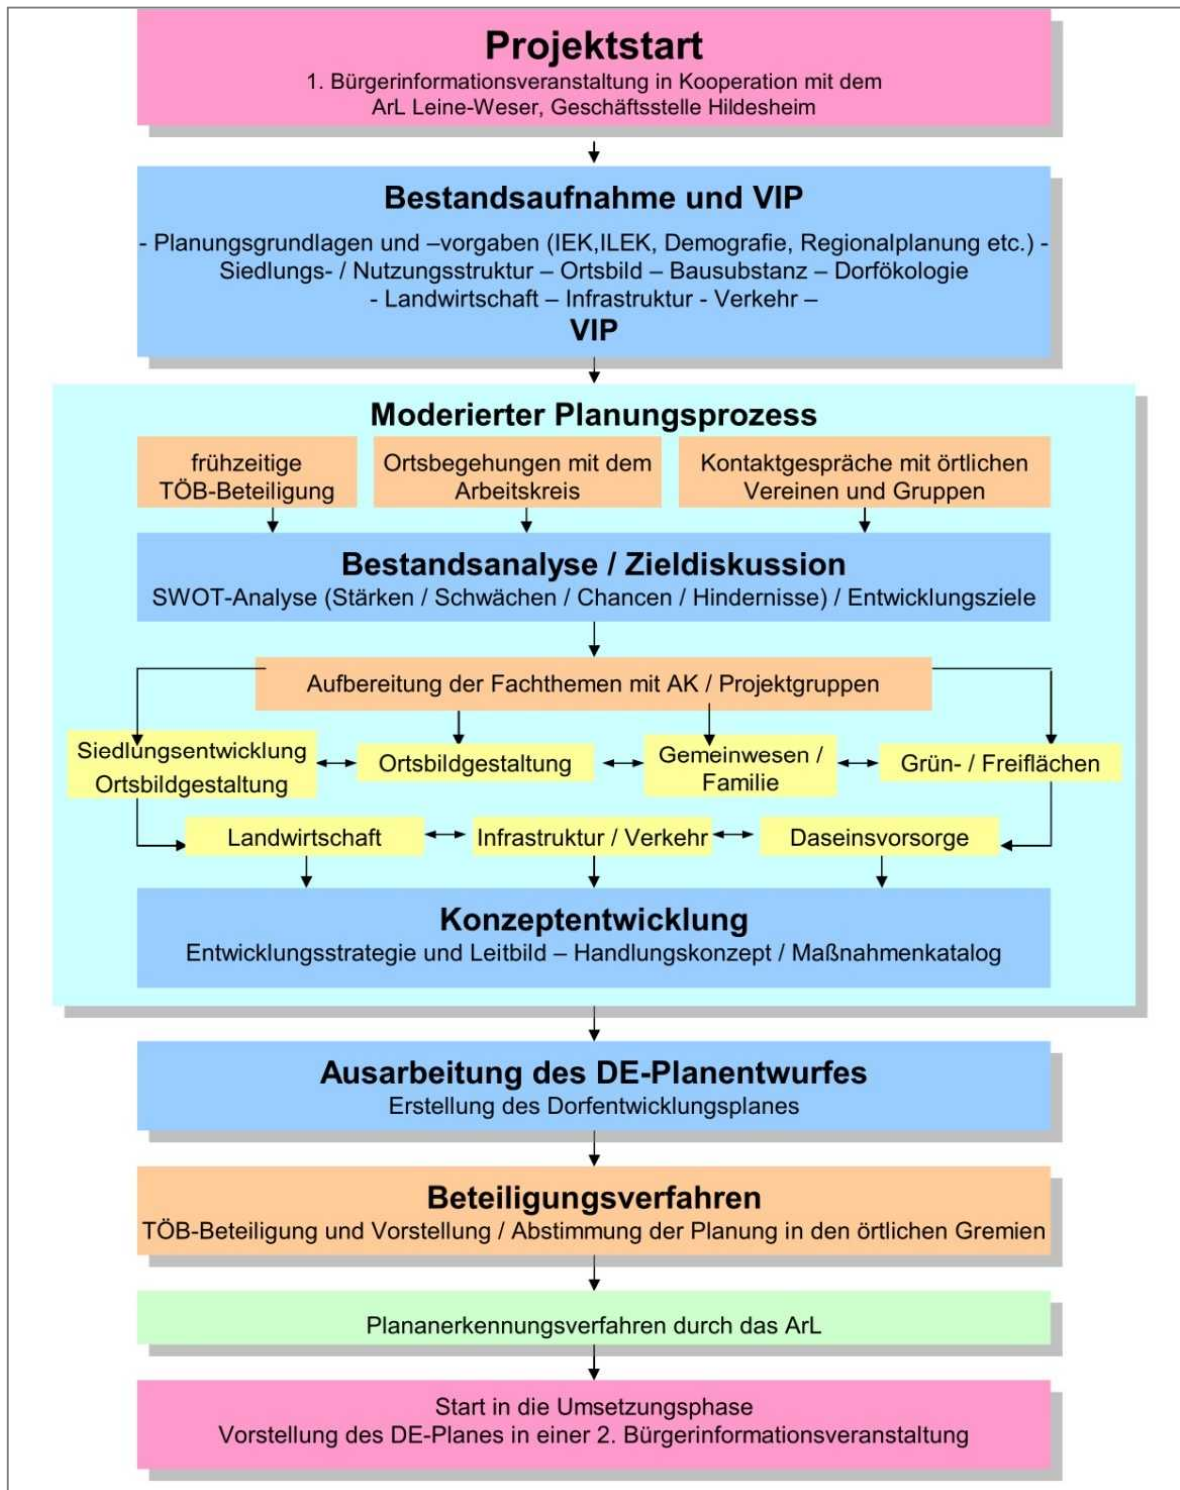 Projektstart
1. Bürgerinformationsveranstaltung in Kooperation mit dem
ArL Leine-Weser, Geschäftsstelle Hildesheim
Bestandsaufnahme und VIP
- Planungsgrundlagen und –vorgaben (IEK,ILEK, Demografie, Regionalplanung etc.) -
Siedlungs- / Nutzungsstruktur – Ortsbild – Bausubstanz – Dorfökologie
- Landwirtschaft – Infrastruktur - Verkehr –
VIP
Moderierter Planungsprozess
frühzeitige
TÖB-Beteiligung
Ortsbegehungen mit dem
Arbeitskreis
Kontaktgespräche mit örtlichen
Vereinen und Gruppen
Bestandsanalyse / Zieldiskussion
SWOT-Analyse (Stärken / Schwächen / Chancen / Hindernisse) / Entwicklungsziele
Aufbereitung der Fachthemen mit AK / Projektgruppen
Siedlungsentwicklung
Ortsbildgestaltung
Ortsbildgestaltung
Gemeinwesen /
Familie
Grün- / Freiflächen
Landwirtschaft
Infrastruktur / Verkehr
Daseinsvorsorge
Konzeptentwicklung
Entwicklungsstrategie und Leitbild – Handlungskonzept / Maßnahmenkatalog
Ausarbeitung des DE-Planentwurfes
Erstellung des Dorfentwicklungsplanes
Beteiligungsverfahren
TÖB-Beteiligung und Vorstellung / Abstimmung der Planung in den örtlichen Gremien
Plananerkennungsverfahren durch das ArL
Start in die Umsetzungsphase
Vorstellung des DE-Planes in einer 2. Bürgerinformationsveranstaltung